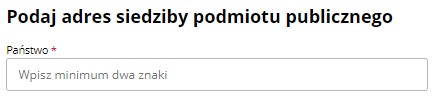 Podaj adres siedziby podmiotu publicznego
Państwo *
Wpisz minimum dwa znaki